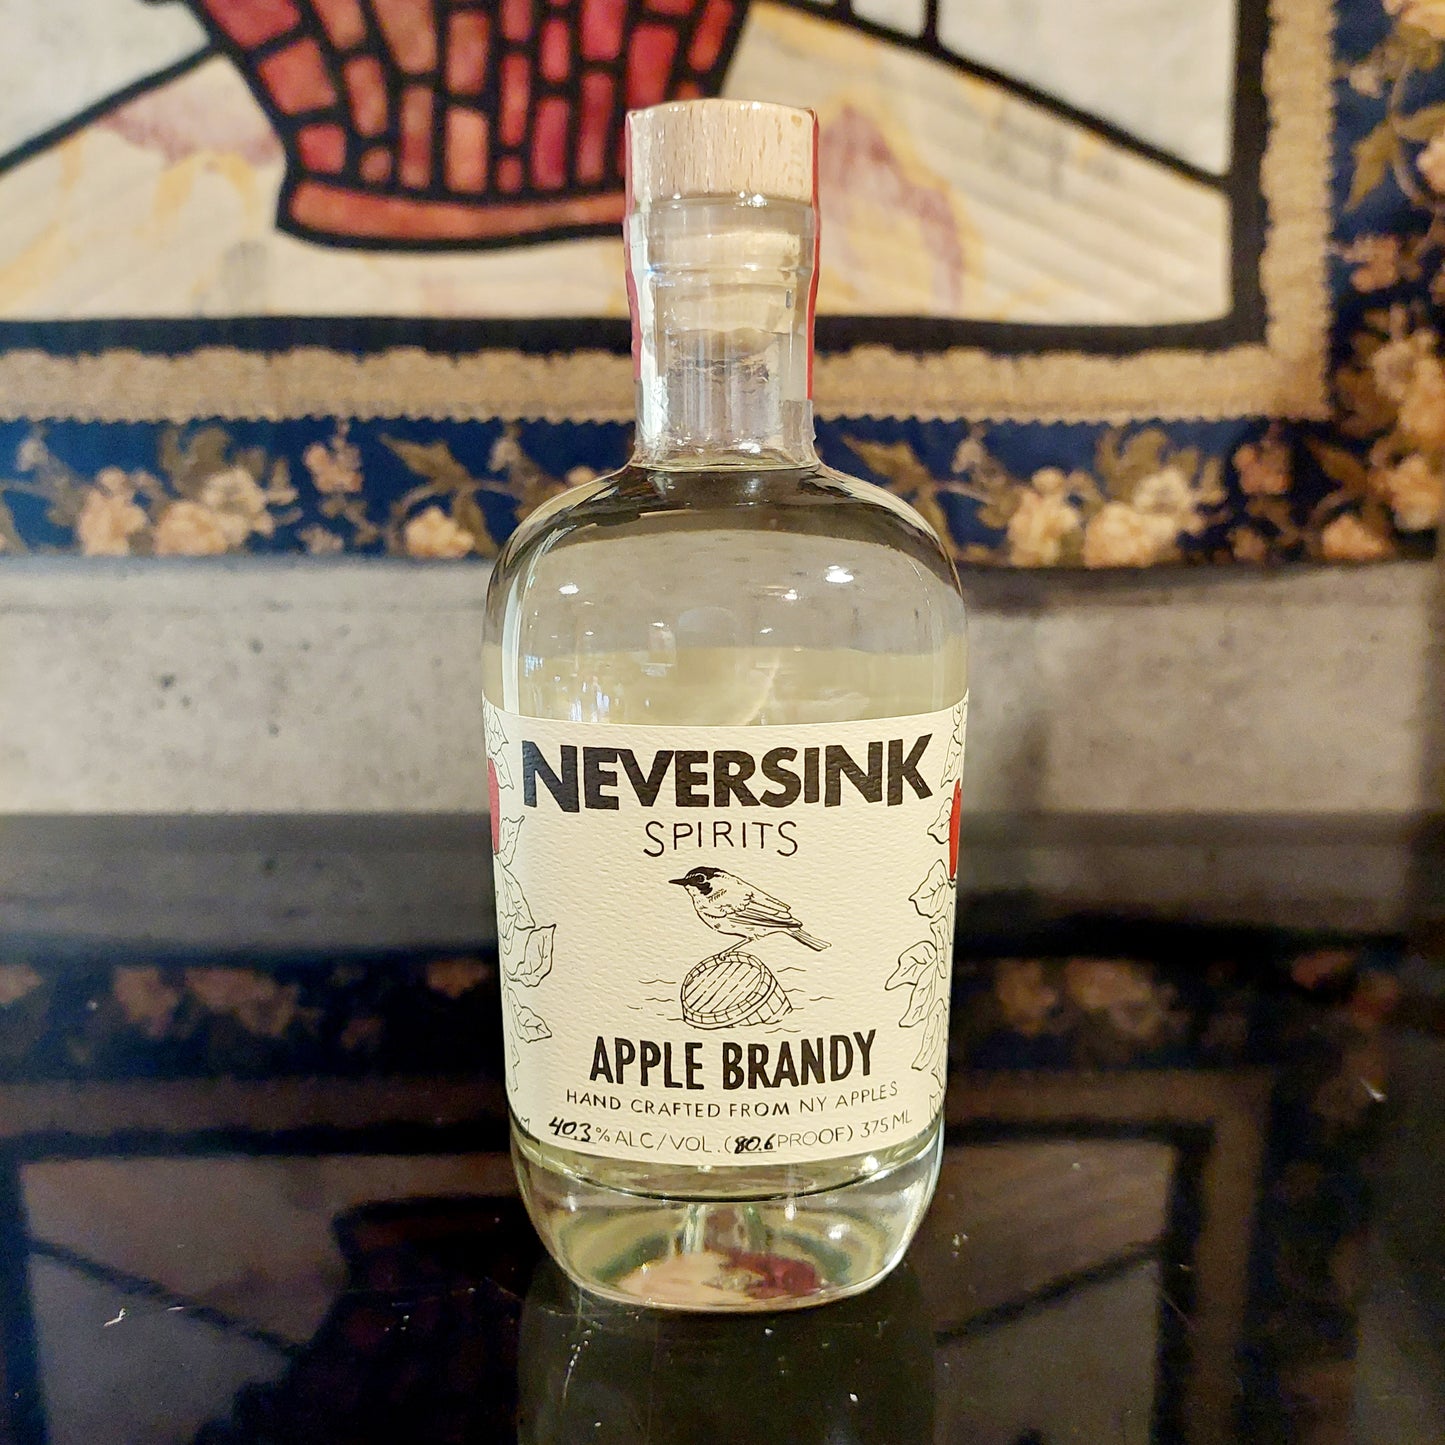 NEVERSINK
SPIRITS
APPLE BRANDY
HAND CRAFTED FROM NY APPLES
40.3% ALC/VOL. (80.6 PROOF) 375 ML